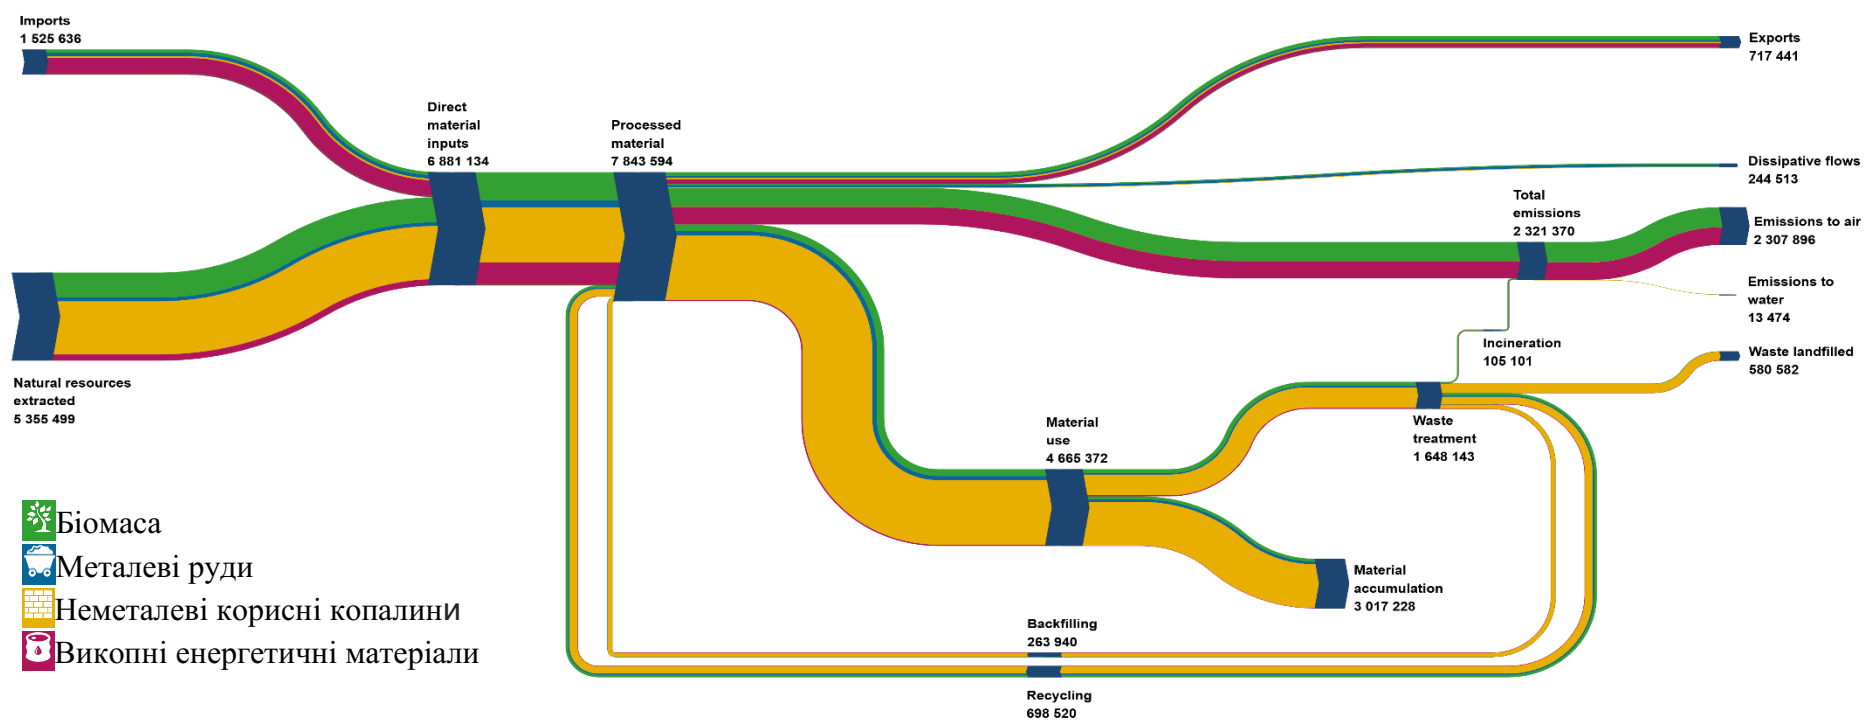 Imports
1 525 636
Exports
717 441
Direct
material
inputs
6 881 134
Processed
material
7 843 594
Dissipative flows
244 513
Total
emissions
2 321 370
Emissions to air
2 307 896
Emissions to
water
13 474
Incineration
105 101
Waste landfilled
580 582
Natural resources
extracted
5 355 499
Material
use
4 665 372
Waste
treatment
1 648 143
Material
accumulation
3 017 228
Backfilling
263 940
Recycling
698 520
Біомаса
Металеві руди
Неметалеві корисні копалини
Викопні енергетичні матеріали